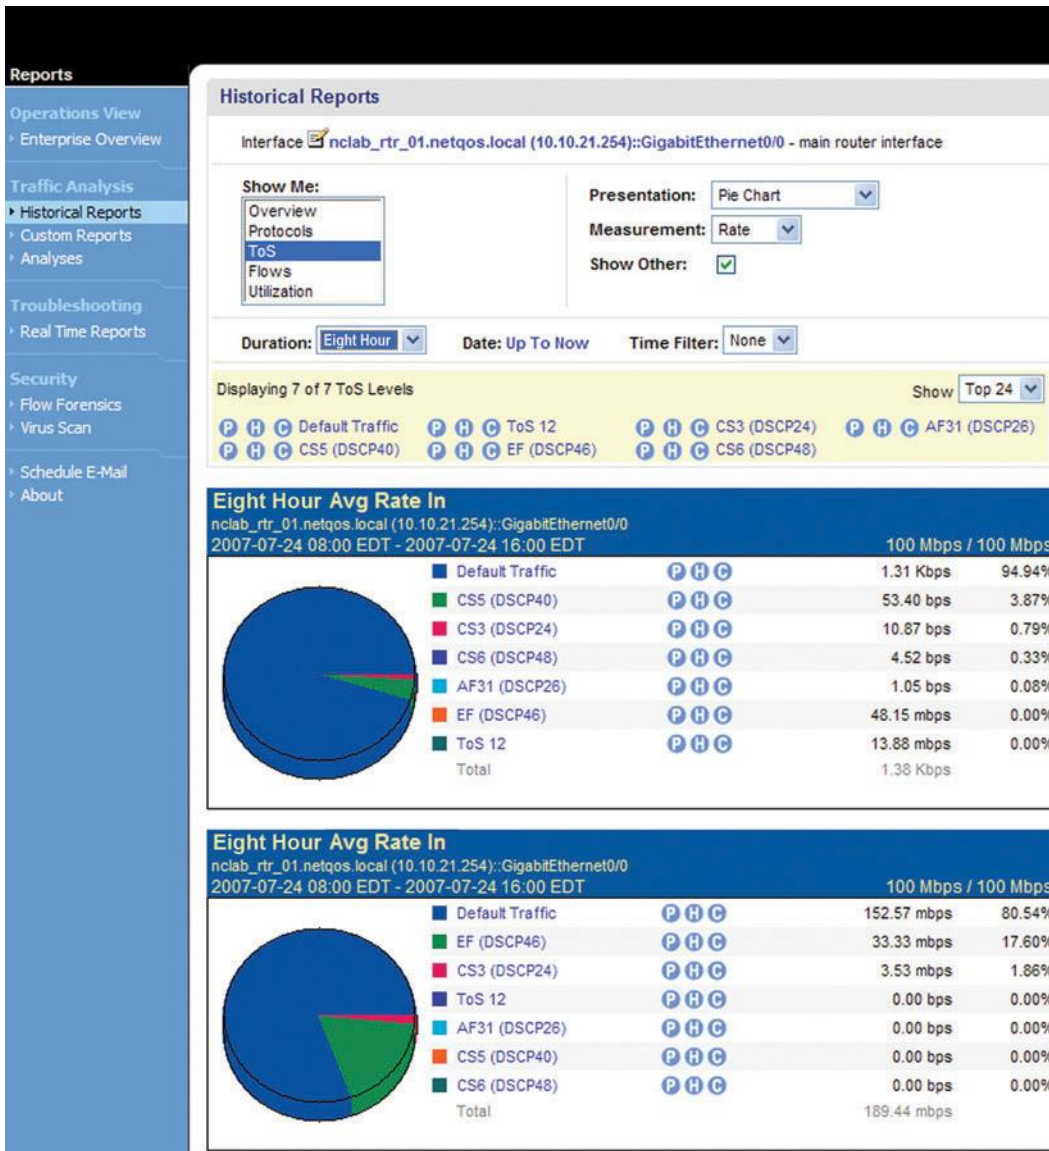 Reports
Operations View
Enterprise Overview
Traffic Analysis
Historical Reports
Custom Reports
Analyses
Troubleshooting
Real Time Reports
Security
Flow Forensics
Virus Scan
Schedule E-Mail
About
Historical Reports
Interface nclab_rtr_01.netqos.local (10.10.21.254)::GigabitEthernet0/0 - main router interface
Show Me:
Overview
Protocols
ToS
Flows
Utilization
Presentation: Pie Chart
Measurement: Rate
Show Other:
Duration: Eight Hour Date: Up To Now Time Filter: None
Displaying 7 of 7 ToS Levels Show Top 24
P H C Default Traffic P H C ToS 12 P H C CS3 (DSCP24) P H C AF31 (DSCP26)
P H C CS5 (DSCP40) P H C EF (DSCP46) P H C CS6 (DSCP48)
Eight Hour Avg Rate In
nclab_rtr_01.netqos.local (10.10.21.254)::GigabitEthernet0/0
2007-07-24 08:00 EDT - 2007-07-24 16:00 EDT 100 Mbps / 100 Mbps
Default Traffic P H C 1.31 Kbps 94.94%
CS5 (DSCP40) P H C 53.40 bps 3.87%
CS3 (DSCP24) P H C 10.87 bps 0.79%
CS6 (DSCP48) P H C 4.52 bps 0.33%
AF31 (DSCP26) P H C 1.05 bps 0.08%
EF (DSCP46) P H C 48.15 mbps 0.00%
ToS 12 P H C 13.88 mbps 0.00%
Total 1.38 Kbps
Eight Hour Avg Rate In
nclab_rtr_01.netqos.local (10.10.21.254)::GigabitEthernet0/0
2007-07-24 08:00 EDT - 2007-07-24 16:00 EDT 100 Mbps / 100 Mbps
Default Traffic P H C 152.57 mbps 80.54%
EF (DSCP46) P H C 33.33 mbps 17.60%
CS3 (DSCP24) P H C 3.53 mbps 1.86%
ToS 12 P H C 0.00 bps 0.00%
AF31 (DSCP26) P H C 0.00 bps 0.00%
CS5 (DSCP40) P H C 0.00 bps 0.00%
CS6 (DSCP48) P H C 0.00 bps 0.00%
Total 189.44 mbps